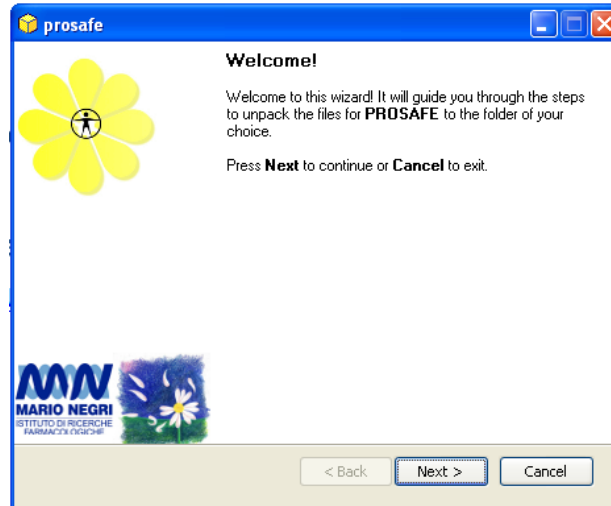 prosafe
Welcome!
Welcome to this wizard! It will guide you through the steps
to unpack the files for PROSAFE to the folder of your
choice.
Press Next to continue or Cancel to exit.
MN
MARIO NEGRI
ISTITUTO DI RICERCHE
FARMACOLOGICHE
< Back
Next >
Cancel